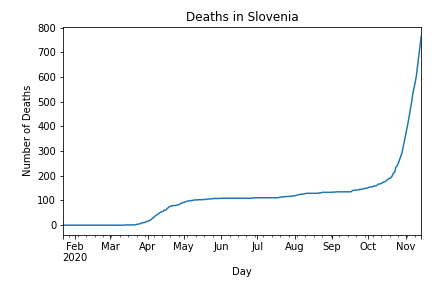 Deaths in Slovenia
800
700
600
500
400
300
200
100
0
Number of Deaths
Feb Mar Apr May Jun Jul Aug Sep Oct Nov
2020
Day